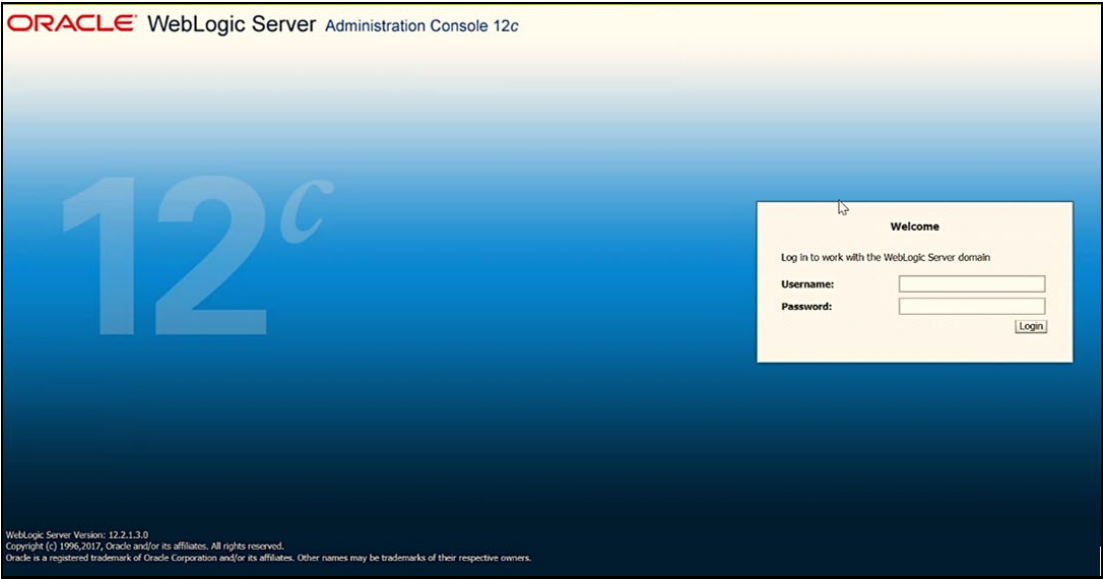 ORACLE WebLogic Server Administration Console 12c
12c
Welcome
Log in to work with the WebLogic Server domain
Username:
Password:
Login
WebLogic Server Version: 12.2.1.3.0
Copyright (c) 1996,2017, Oracle and/or its affiliates. All rights reserved.
Oracle is a registered trademark of Oracle Corporation and/or its affiliates. Other names may be trademarks of their respective owners.